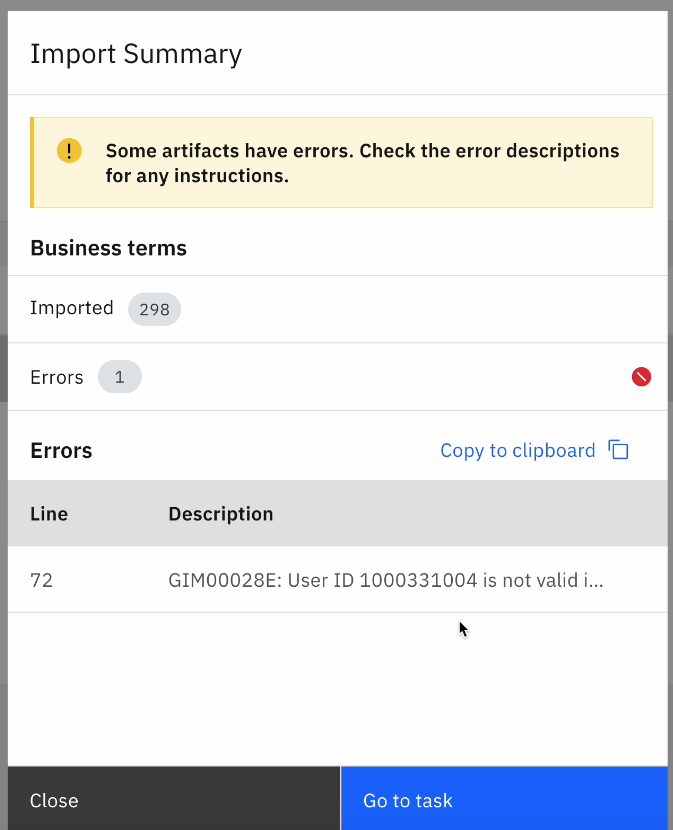 Import Summary
Some artifacts have errors. Check the error descriptions
for any instructions.
Business terms
Imported 298
Errors 1
Errors Copy to clipboard
Line Description
72 GIM00028E: User ID 1000331004 is not valid i...
Close Go to task